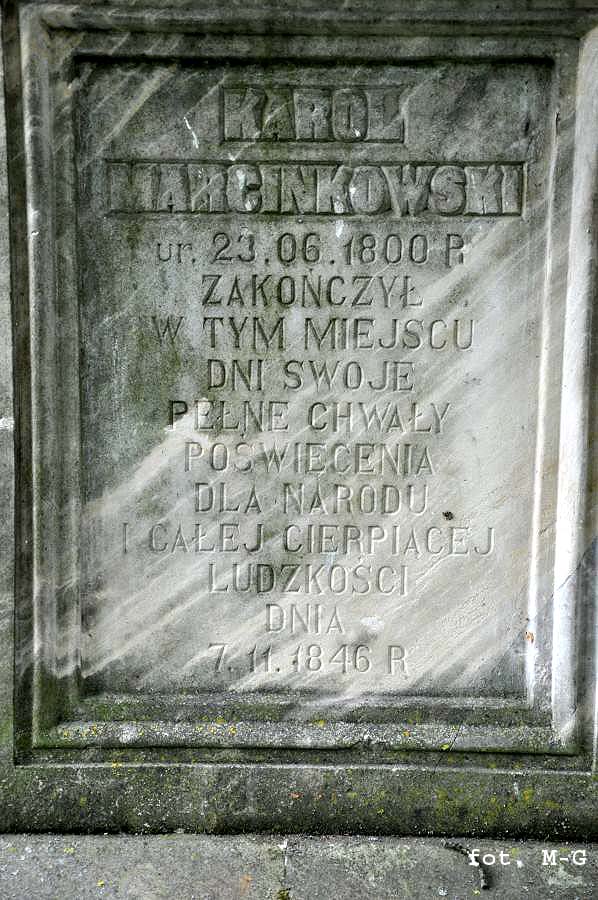 KAROL
MARCINKOWSKI
ur. 23.06.1800 R
ZAKOŃCZYŁ
W TYM MIEJSCU
DNI SWOJE
PEŁNE CHWAŁY
POŚWIĘCENIA
DLA NARODU
I CAŁEJ CIERPIĄCEJ
LUDZKOŚCI
DNIA
7.11.1846 R
fot. M-G